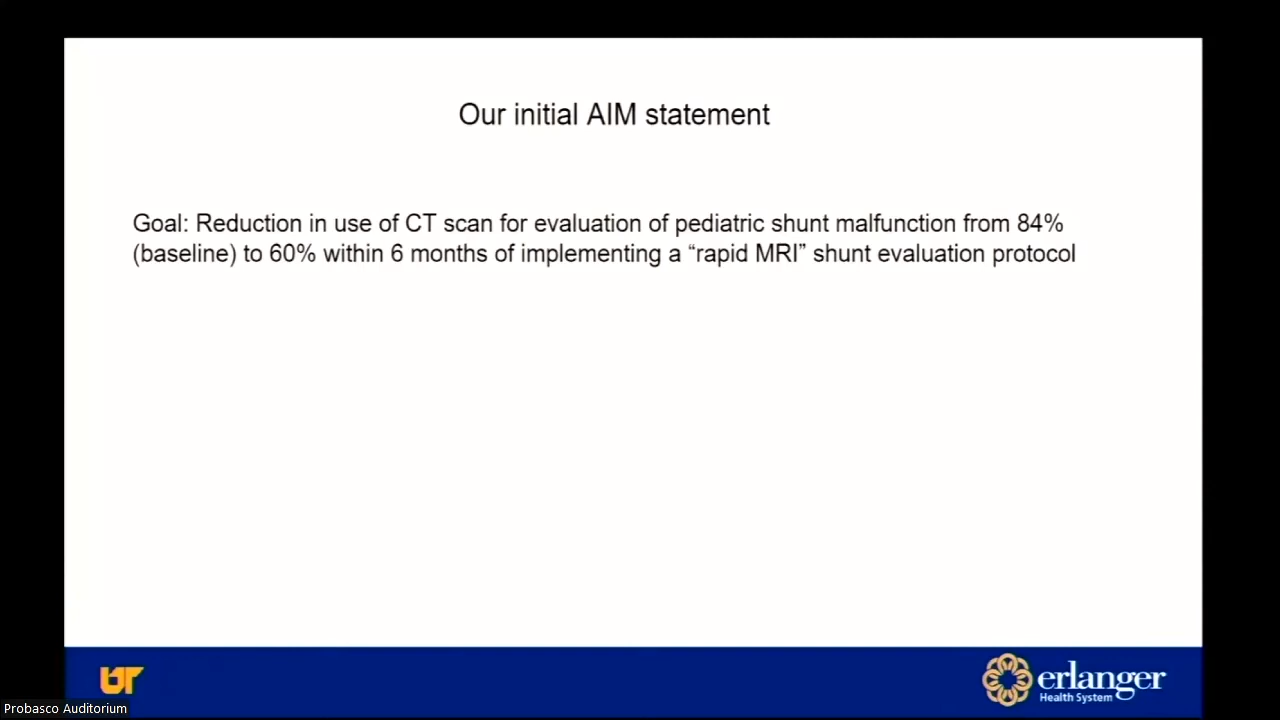 Our initial AIM statement
Goal: Reduction in use of CT scan for evaluation of pediatric shunt malfunction from 84%
(baseline) to 60% within 6 months of implementing a “rapid MRI” shunt evaluation protocol
UT
erlanger
Health System
Probasco Auditorium